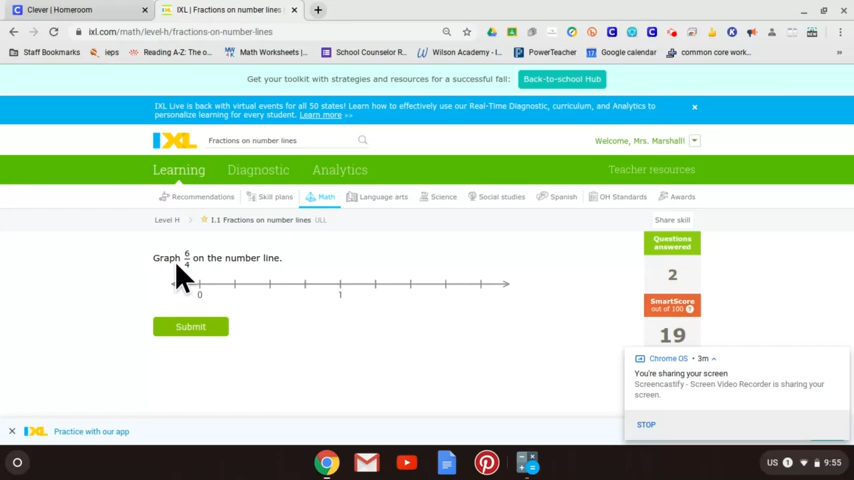 Clever | Homeroom
IXL | Fractions on number lines
ixl.com/math/level-h/fractions-on-number-lines
Staff Bookmarks
ieps
Reading A-Z: The o...
Math Worksheets|...
School Counselor R...
Wilson Academy - W...
PowerTeacher
Google calendar
common core work...
Get your toolkit with strategies and resources for a successful fall:
Back-to-school Hub
IXL Live is back with virtual events for all 50 states! Learn how to effectively use our Real-Time Diagnostic, curriculum, and Analytics to
personalize learning for every student. Learn more >>
IXL
Fractions on number lines
Welcome, Mrs. Marshall!
Learning
Diagnostic
Analytics
Teacher resources
Recommendations
Skill plans
Math
Language arts
Science
Social studies
Spanish
OH Standards
Awards
Level H
I.1 Fractions on number lines ULL
Share skill
Questions
answered
2
SmartScore
out of 100 ?
19
Graph 6/4 on the number line.
0 1
Submit
Chrome OS • 3m
You're sharing your screen
Screencastify - Screen Video Recorder is sharing your
screen.
STOP
IXL
Practice with our app
US 1 9:55